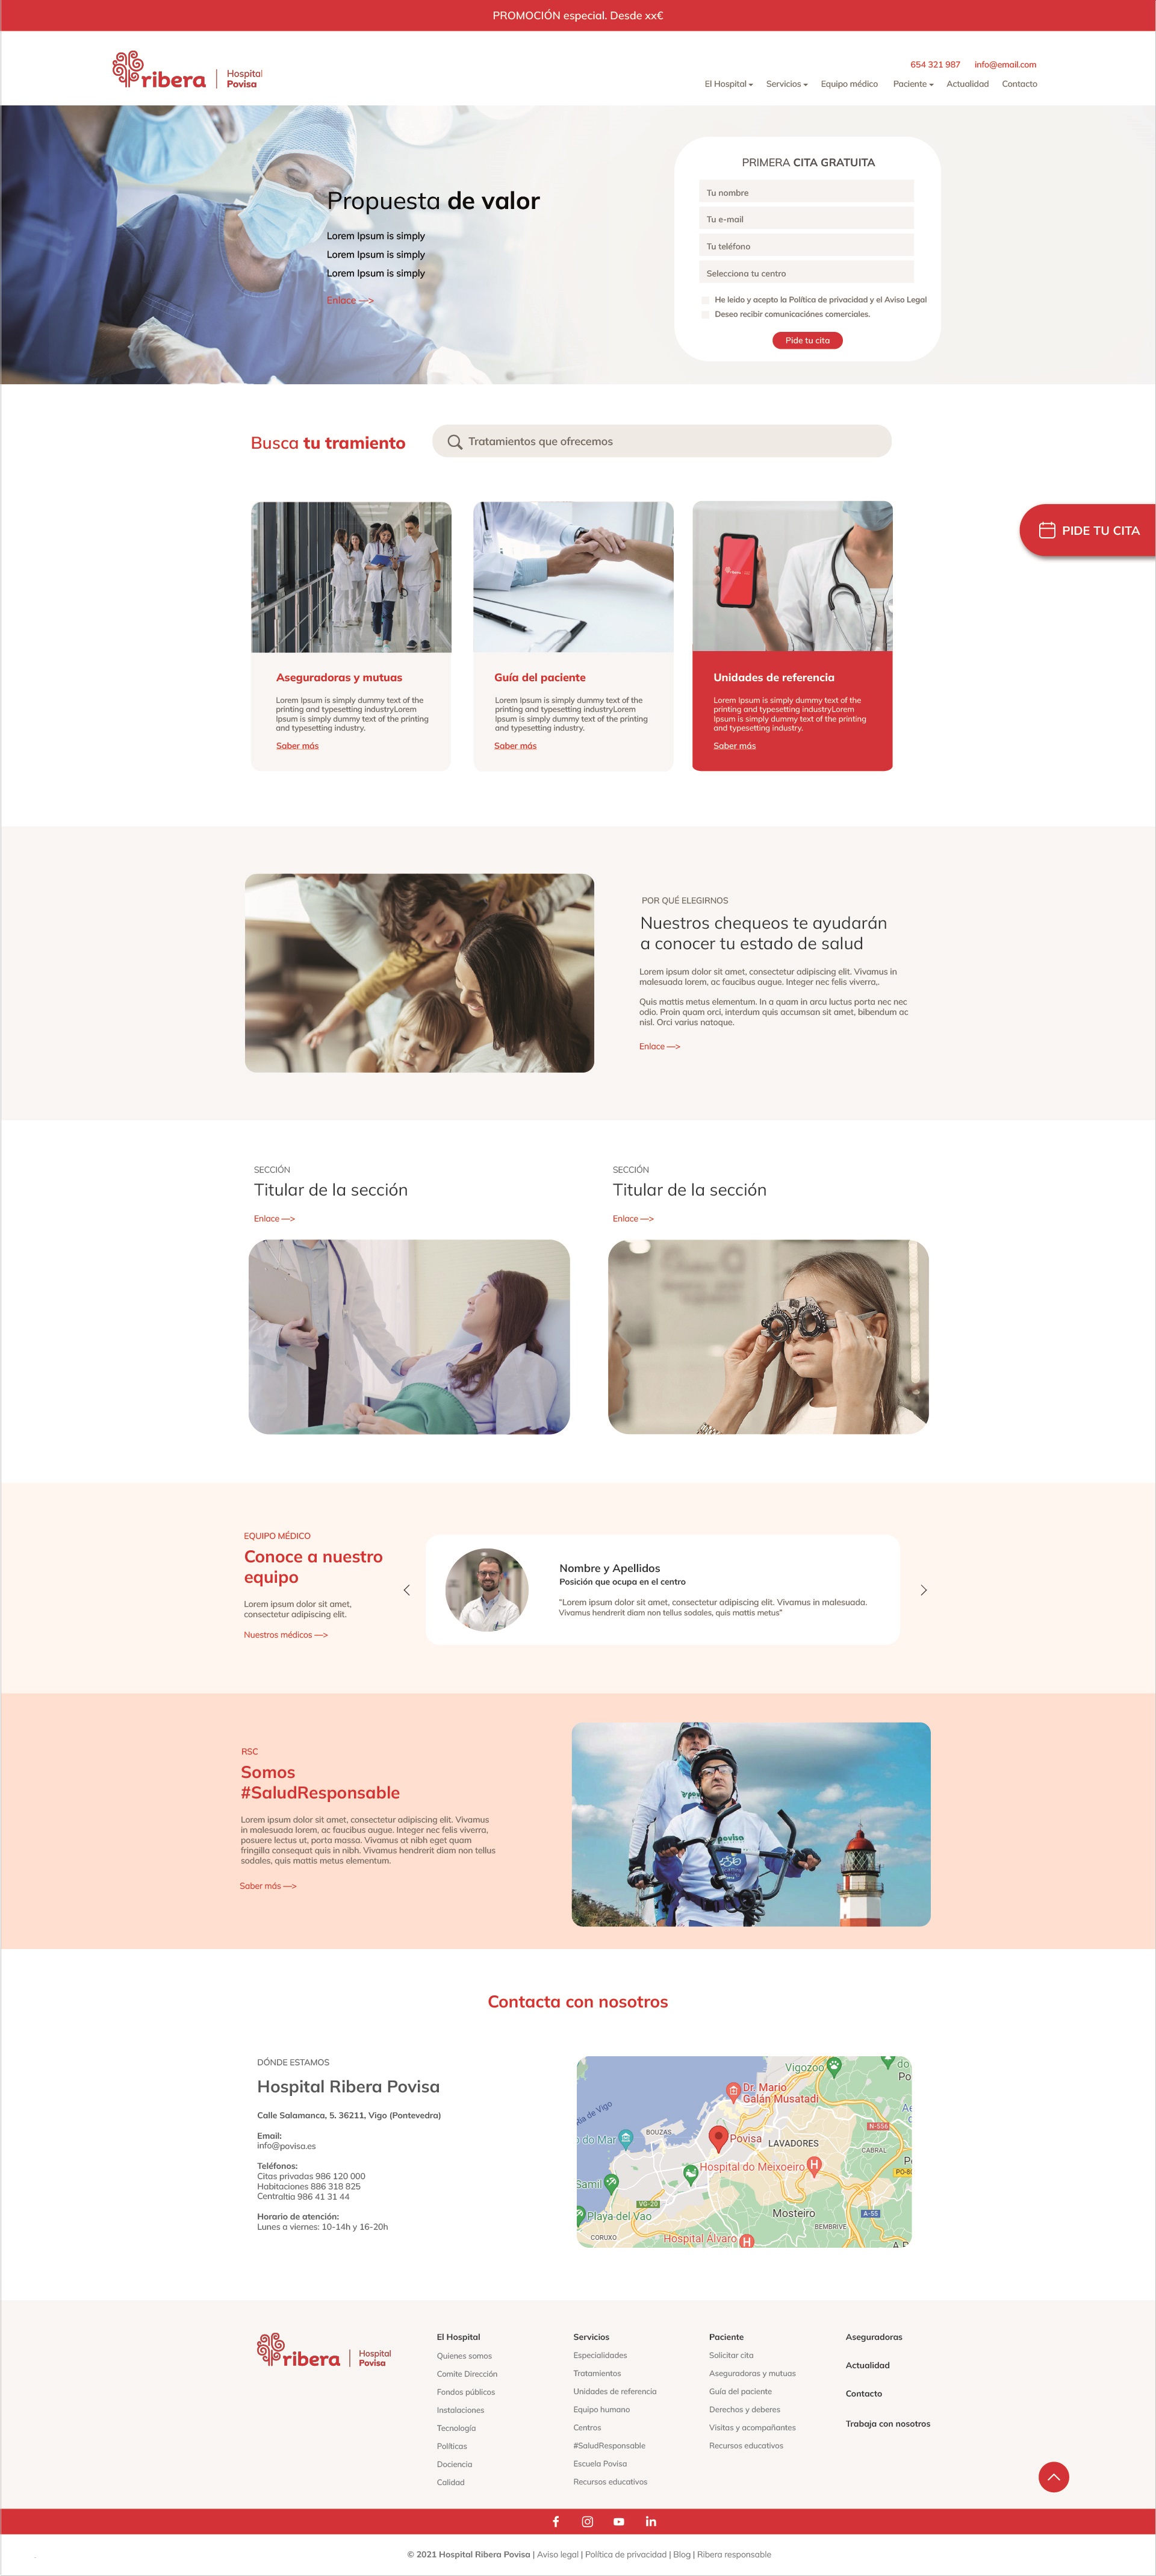 PROMOCIÓN especial. Desde xx€
ribera
Hospital
Povisa
654 321 987 info@email.com
El Hospital Servicios Equipo médico Paciente Actualidad Contacto
Propuesta de valor
Lorem Ipsum is simply
Lorem Ipsum is simply
Lorem Ipsum is simply
Enlace —>
PRIMERA CITA GRATUITA
Tu nombre
Tu e-mail
Tu teléfono
Selecciona tu centro
He leido y acepto la Política de privacidad y el Aviso Legal
Deseo recibir comunicaciónes comerciales.
Pide tu cita
Busca tu tramiento
Tratamientos que ofrecemos
PIDE TU CITA
Aseguradoras y mutuas
Lorem Ipsum is simply dummy text of the
printing and typesetting industryLorem
Ipsum is simply dummy text of the printing
and typesetting industry.
Saber más
Guía del paciente
Lorem Ipsum is simply dummy text of the
printing and typesetting industryLorem
Ipsum is simply dummy text of the printing
and typesetting industry.
Saber más
Unidades de referencia
Lorem Ipsum is simply dummy text of the
printing and typesetting industryLorem
Ipsum is simply dummy text of the printing
and typesetting industry.
Saber más
POR QUÉ ELEGIRNOS
Nuestros chequeos te ayudarán
a conocer tu estado de salud
Lorem ipsum dolor sit amet, consectetur adipiscing elit. Vivamus in
malesuada lorem, ac faucibus augue. Integer nec felis viverra,.
Quis mattis metus elementum. In a quam in arcu luctus porta nec nec
odio. Proin quam orci, interdum quis accumsan sit amet, bibendum ac
nisl. Orci varius natoque.
Enlace —>
SECCIÓN
Titular de la sección
Enlace —>
SECCIÓN
Titular de la sección
Enlace —>
EQUIPO MÉDICO
Conoce a nuestro
equipo
Lorem ipsum dolor sit amet,
consectetur adipiscing elit.
Nuestros médicos —>
Nombre y Apellidos
Posición que ocupa en el centro
"Lorem ipsum dolor sit amet, consectetur adipiscing elit. Vivamus in malesuada.
Vivamus hendrerit diam non tellus sodales, quis mattis metus"
RSC
Somos
#SaludResponsable
Lorem ipsum dolor sit amet, consectetur adipiscing elit. Vivamus
in malesuada lorem, ac faucibus augue. Integer nec felis viverra,
posuere lectus ut, porta massa. Vivamus at nibh eget quam
fringilla consequat quis in nibh. Vivamus hendrerit diam non tellus
sodales, quis mattis metus elementum.
Saber más —>
povisa
Contacta con nosotros
DÓNDE ESTAMOS
Hospital Ribera Povisa
Calle Salamanca, 5. 36211, Vigo (Pontevedra)
Email:
info@povisa.es
Teléfonos:
Citas privadas 986 120 000
Habitaciones 886 318 825
Centraltia 986 41 31 44
Horario de atención:
Lunes a viernes: 10-14h y 16-20h
Vigozoo
do
Po
Dr. Mario
Galán Musatadi
de Vigo
N-556
BOUZAS
Povisa
LAVADORES
do Mar
CABRAL
Hospital do Meixoeiro
Samil
VG-20
Mosteiro
A-55
Playa del Vao
BEMBRIVE
CORUXO
Hospital Álvaro
ribera
Hospital
Povisa
El Hospital
Quienes somos
Comite Dirección
Fondos públicos
Instalaciones
Tecnología
Políticas
Dociencia
Calidad
Servicios
Especialidades
Tratamientos
Unidades de referencia
Equipo humano
Centros
#SaludResponsable
Escuela Povisa
Recursos educativos
Paciente
Solicitar cita
Aseguradoras y mutuas
Guía del paciente
Derechos y deberes
Visitas y acompañantes
Recursos educativos
Aseguradoras
Actualidad
Contacto
Trabaja con nosotros
© 2021 Hospital Ribera Povisa | Aviso legal | Política de privacidad | Blog | Ribera responsable